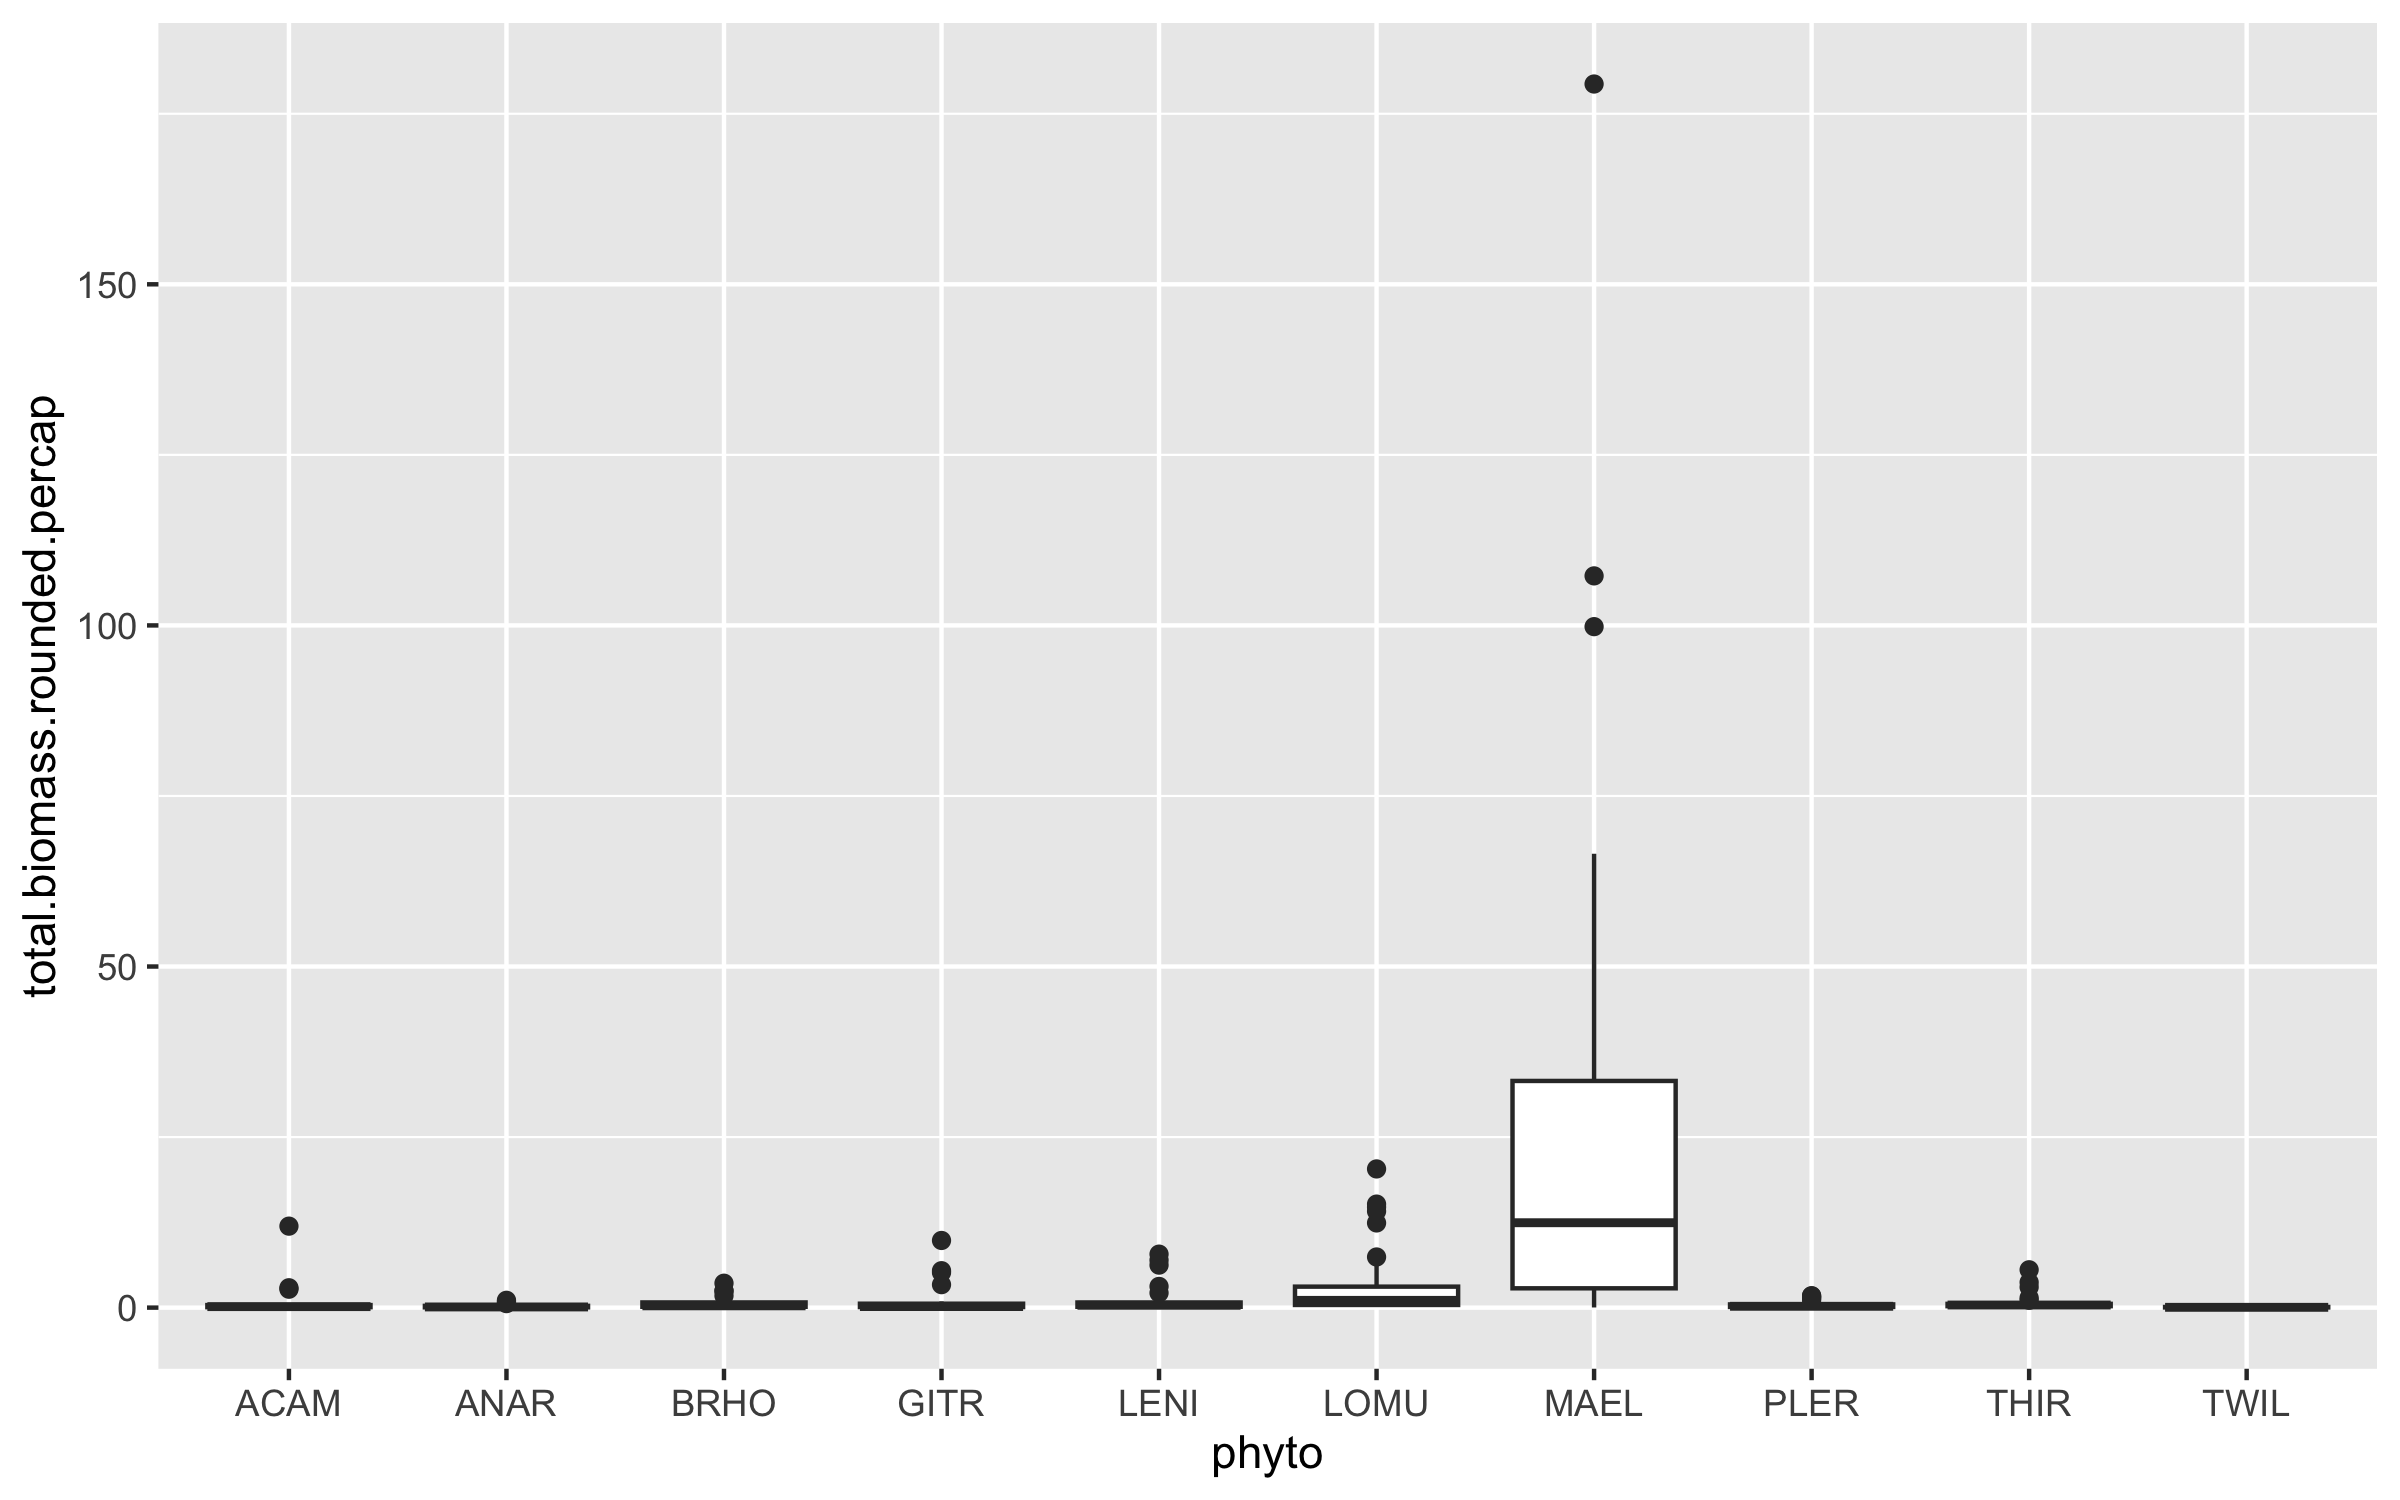 total.biomass.rounded.percap
150
100
50
0
ACAM ANAR BRHO GITR LENI LOMU MAEL PLER THIR TWIL
phyto